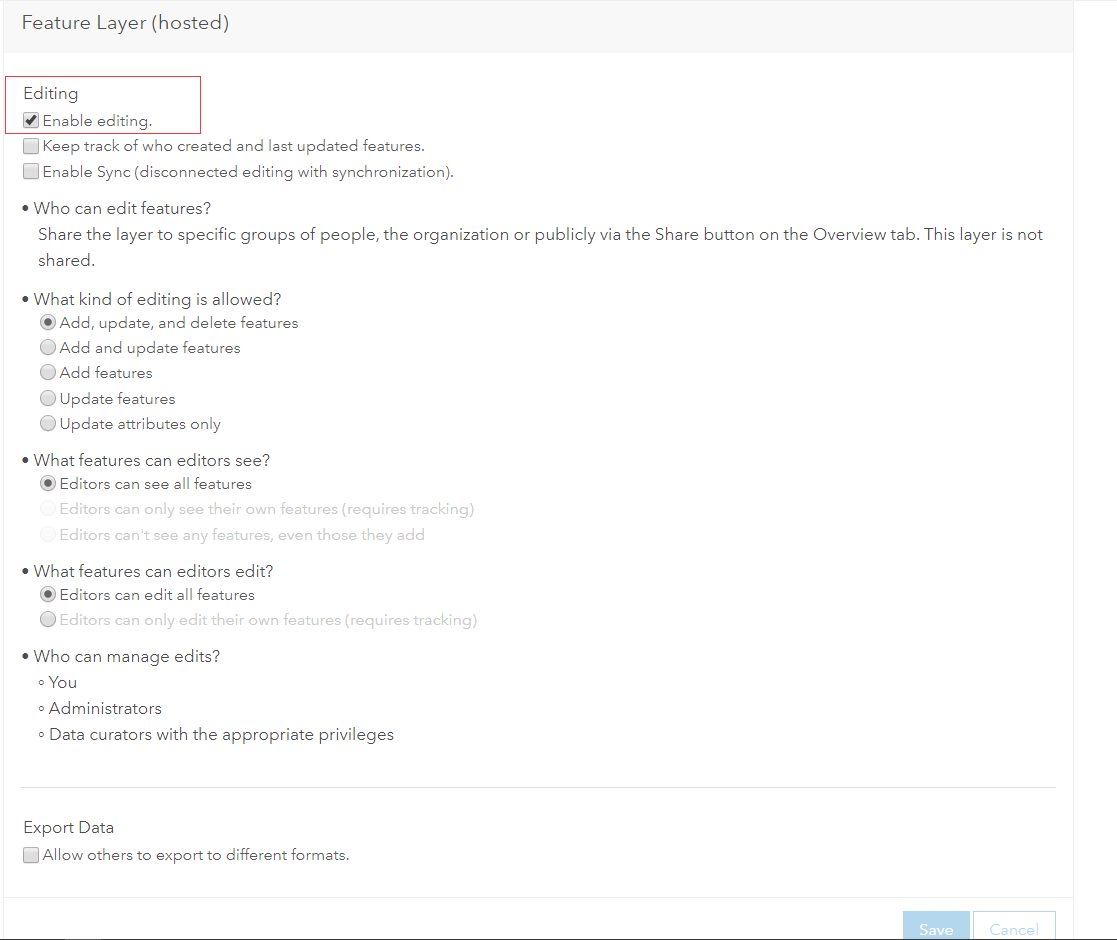 Feature Layer (hosted)
Editing
Enable editing.
Keep track of who created and last updated features.
Enable Sync (disconnected editing with synchronization).
• Who can edit features?
Share the layer to specific groups of people, the organization or publicly via the Share button on the Overview tab. This layer is not
shared.
• What kind of editing is allowed?
Add, update, and delete features
Add and update features
Add features
Update features
Update attributes only
• What features can editors see?
Editors can see all features
Editors can only see their own features (requires tracking)
Editors can't see any features, even those they add
• What features can editors edit?
Editors can edit all features
Editors can only edit their own features (requires tracking)
• Who can manage edits?
◦ You
◦ Administrators
◦ Data curators with the appropriate privileges
Export Data
Allow others to export to different formats.
Save Cancel